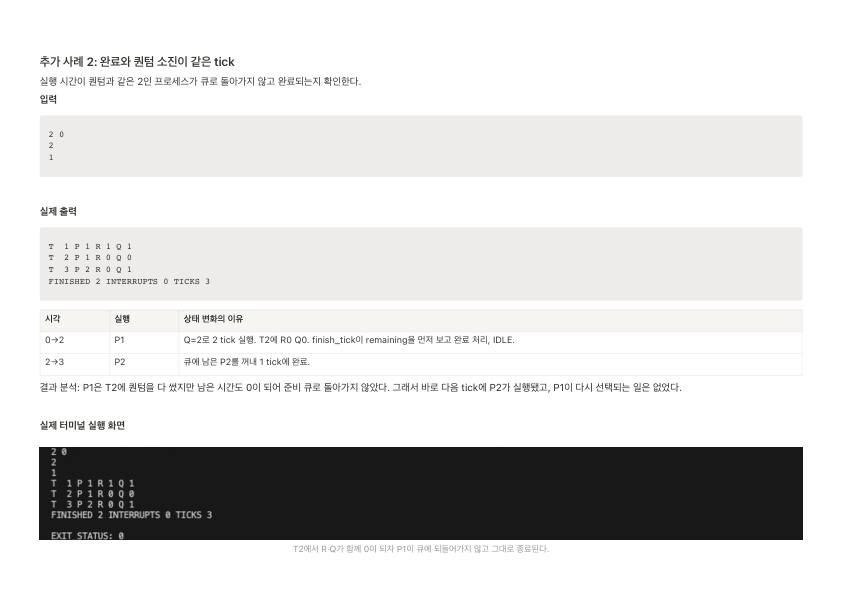 추가 사례 2: 완료와 퀀텀 소진이 같은 tick
실행 시간이 퀀텀과 같은 2인 프로세스가 큐로 돌아가지 않고 완료되는지 확인한다.
입력
2 0
2
1
실제 출력
T  1 P 1 R 1 Q 1
T  2 P 1 R 0 Q 0
T  3 P 2 R 0 Q 1
FINISHED 2 INTERRUPTS 0 TICKS 3
시각 실행 상태 변화의 이유
0→2 P1 Q=2로 2 tick 실행. T2에 R0 Q0. finish_tick이 remaining을 먼저 보고 완료 처리, IDLE.
2→3 P2 큐에 남은 P2를 꺼내 1 tick에 완료.
결과 분석: P1은 T2에 퀀텀을 다 썼지만 남은 시간도 0이 되어 준비 큐로 돌아가지 않았다. 그래서 바로 다음 tick에 P2가 실행됐고, P1이 다시 선택되는 일은 없었다.
실제 터미널 실행 화면
2 0
2
1
T  1 P 1 R 1 Q 1
T  2 P 1 R 0 Q 0
T  3 P 2 R 0 Q 1
FINISHED 2 INTERRUPTS 0 TICKS 3
EXIT STATUS: 0
T2에서 R·Q가 함께 0이 되자 P1이 큐에 되돌어가지 않고 그대로 종료된다.